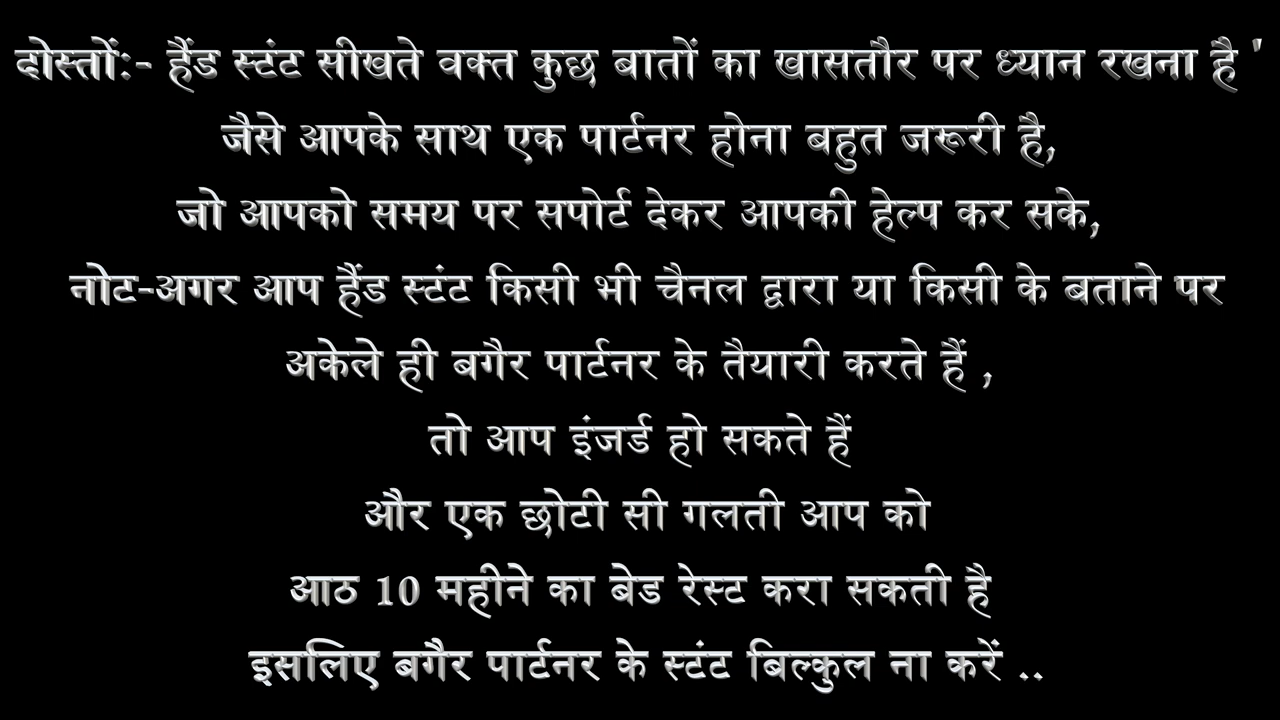 दोस्तों:- हैंड स्टंट सीखते वक्त कुछ बातों का खासतौर पर ध्यान रखना है '
जैसे आपके साथ एक पार्टनर होना बहुत जरूरी है,
जो आपको समय पर सपोर्ट देकर आपकी हेल्प कर सके,
नोट-अगर आप हैंड स्टंट किसी भी चैनल द्वारा या किसी के बताने पर
अकेले ही बगैर पार्टनर के तैयारी करते हैं ,
तो आप इंजर्ड हो सकते हैं
और एक छोटी सी गलती आप को
आठ 10 महीने का बेड रेस्ट करा सकती है
इसलिए बगैर पार्टनर के स्टंट बिल्कुल ना करें ..